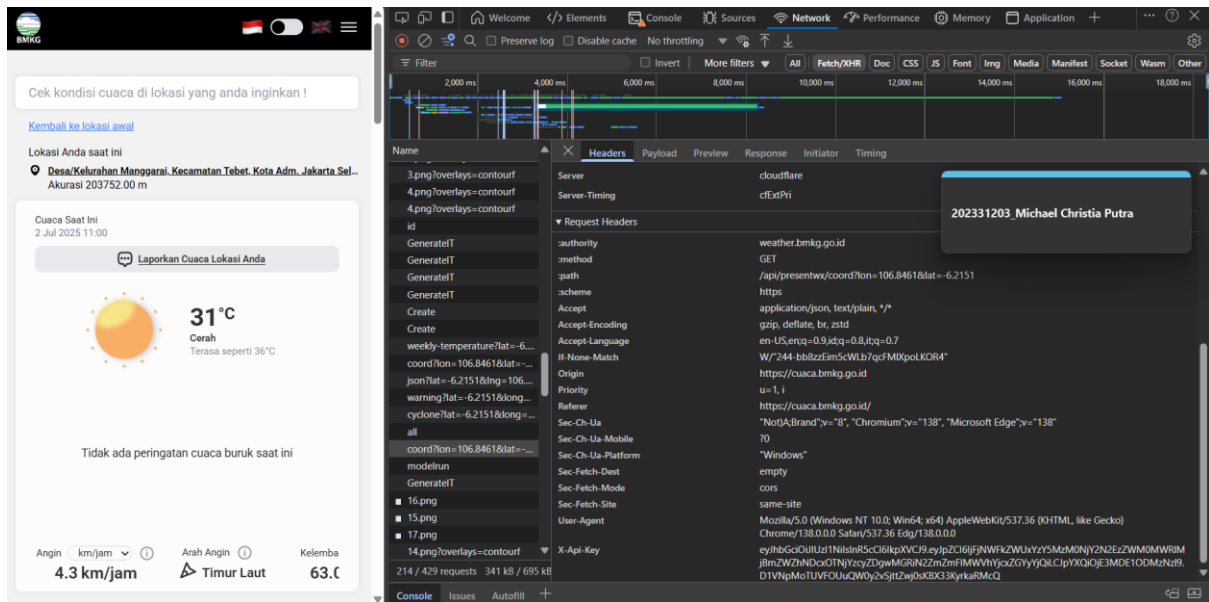 BMKG
Cek kondisi cuaca di lokasi yang anda inginkan !
Kembali ke lokasi awal
Lokasi Anda saat ini
Desa/Kelurahan Manggarai, Kecamatan Tebet, Kota Adm. Jakarta Sel...
Akurasi 203752.00 m
Cuaca Saat Ini
2 Jul 2025 11:00
Laporkan Cuaca Lokasi Anda
31°C
Cerah
Terasa seperti 36°C
Tidak ada peringatan cuaca buruk saat ini
Angin km/jam Arah Angin Kelemba
4.3 km/jam Timur Laut 63.0
Welcome Elements Console Sources Network Performance Memory Application
Preserve log Disable cache No throttling
Filter Invert More filters All Fetch/XHR Doc CSS JS Font Img Media Manifest Socket Wasm Other
2,000 ms 4,000 ms 6,000 ms 8,000 ms 10,000 ms 12,000 ms 14,000 ms 16,000 ms 18,000 ms
Name
3.png?overlays=contourf
4.png?overlays=contourf
4.png?overlays=contourf
id
GenerateIT
GenerateIT
GenerateIT
GenerateIT
Create
Create
weekly-temperature?lat=-6....
coord?lon=106.8461&lat=-...
json?lat=-6.2151&lng=106....
warning?lat=-6.2151&long...
cyclone?lat=-6.2151&long=...
all
coord?lon=106.8461&lat=-...
modelrun
GenerateIT
16.png
15.png
17.png
14.png?overlays=contourf
214 / 429 requests 341 kB / 695 kB
Headers Payload Preview Response Initiator Timing
Server cloudflare
Server-Timing cfExtPri
202331203_Michael Christia Putra
Request Headers
:authority weather.bmkg.go.id
:method GET
:path /api/presentwx/coord?lon=106.8461&lat=-6.2151
:scheme https
Accept application/json, text/plain, */*
Accept-Encoding gzip, deflate, br, zstd
Accept-Language en-US,en;q=0.9,id;q=0.8,it;q=0.7
If-None-Match
Origin https://cuaca.bmkg.go.id
Priority u=1, i
Referer https://cuaca.bmkg.go.id/
Sec-Ch-Ua "Not)A;Brand";v="8", "Chromium";v="138", "Microsoft Edge";v="138"
Sec-Ch-Ua-Mobile ?0
Sec-Ch-Ua-Platform "Windows"
Sec-Fetch-Dest empty
Sec-Fetch-Mode cors
Sec-Fetch-Site same-site
User-Agent Mozilla/5.0 (Windows NT 10.0; Win64; x64) AppleWebKit/537.36 (KHTML, like Gecko)
Chrome/138.0.0.0 Safari/537.36 Edg/138.0.0.0
X-Api-Key
Console Issues Autofill